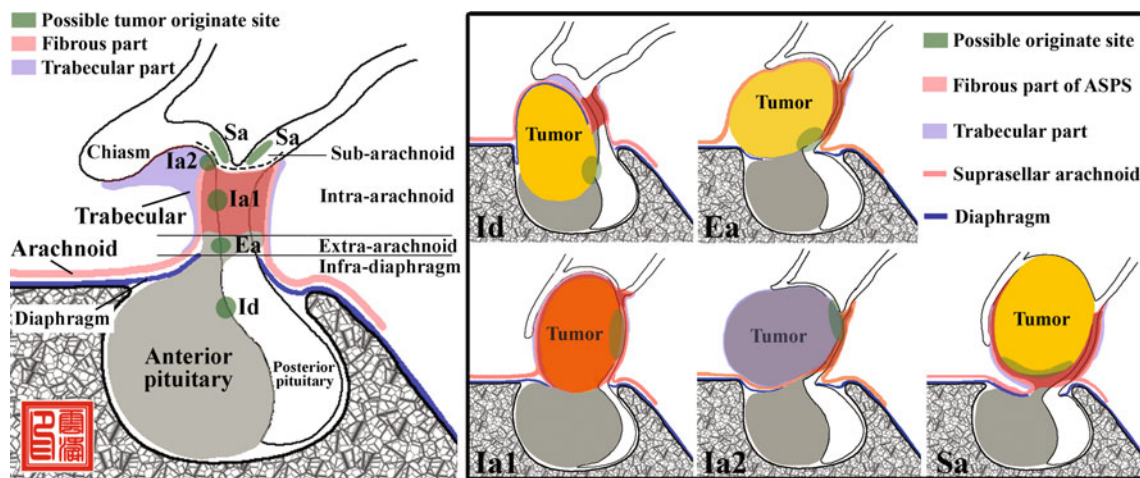 Possible tumor originate site
Fibrous part
Trabecular part
Sa
Sa
Chiasm
Ia2
Sub-arachnoid
Ia1
Intra-arachnoid
Trabecular
Arachnoid
Ea
Extra-arachnoid
Infra-diaphragm
Id
Diaphragm
Anterior
pituitary
Posterior
pituitary
Tumor
Id
Tumor
Ea
Possible originate site
Fibrous part of ASPS
Trabecular part
Suprasellar arachnoid
Diaphragm
Tumor
Ia1
Tumor
Ia2
Tumor
Sa